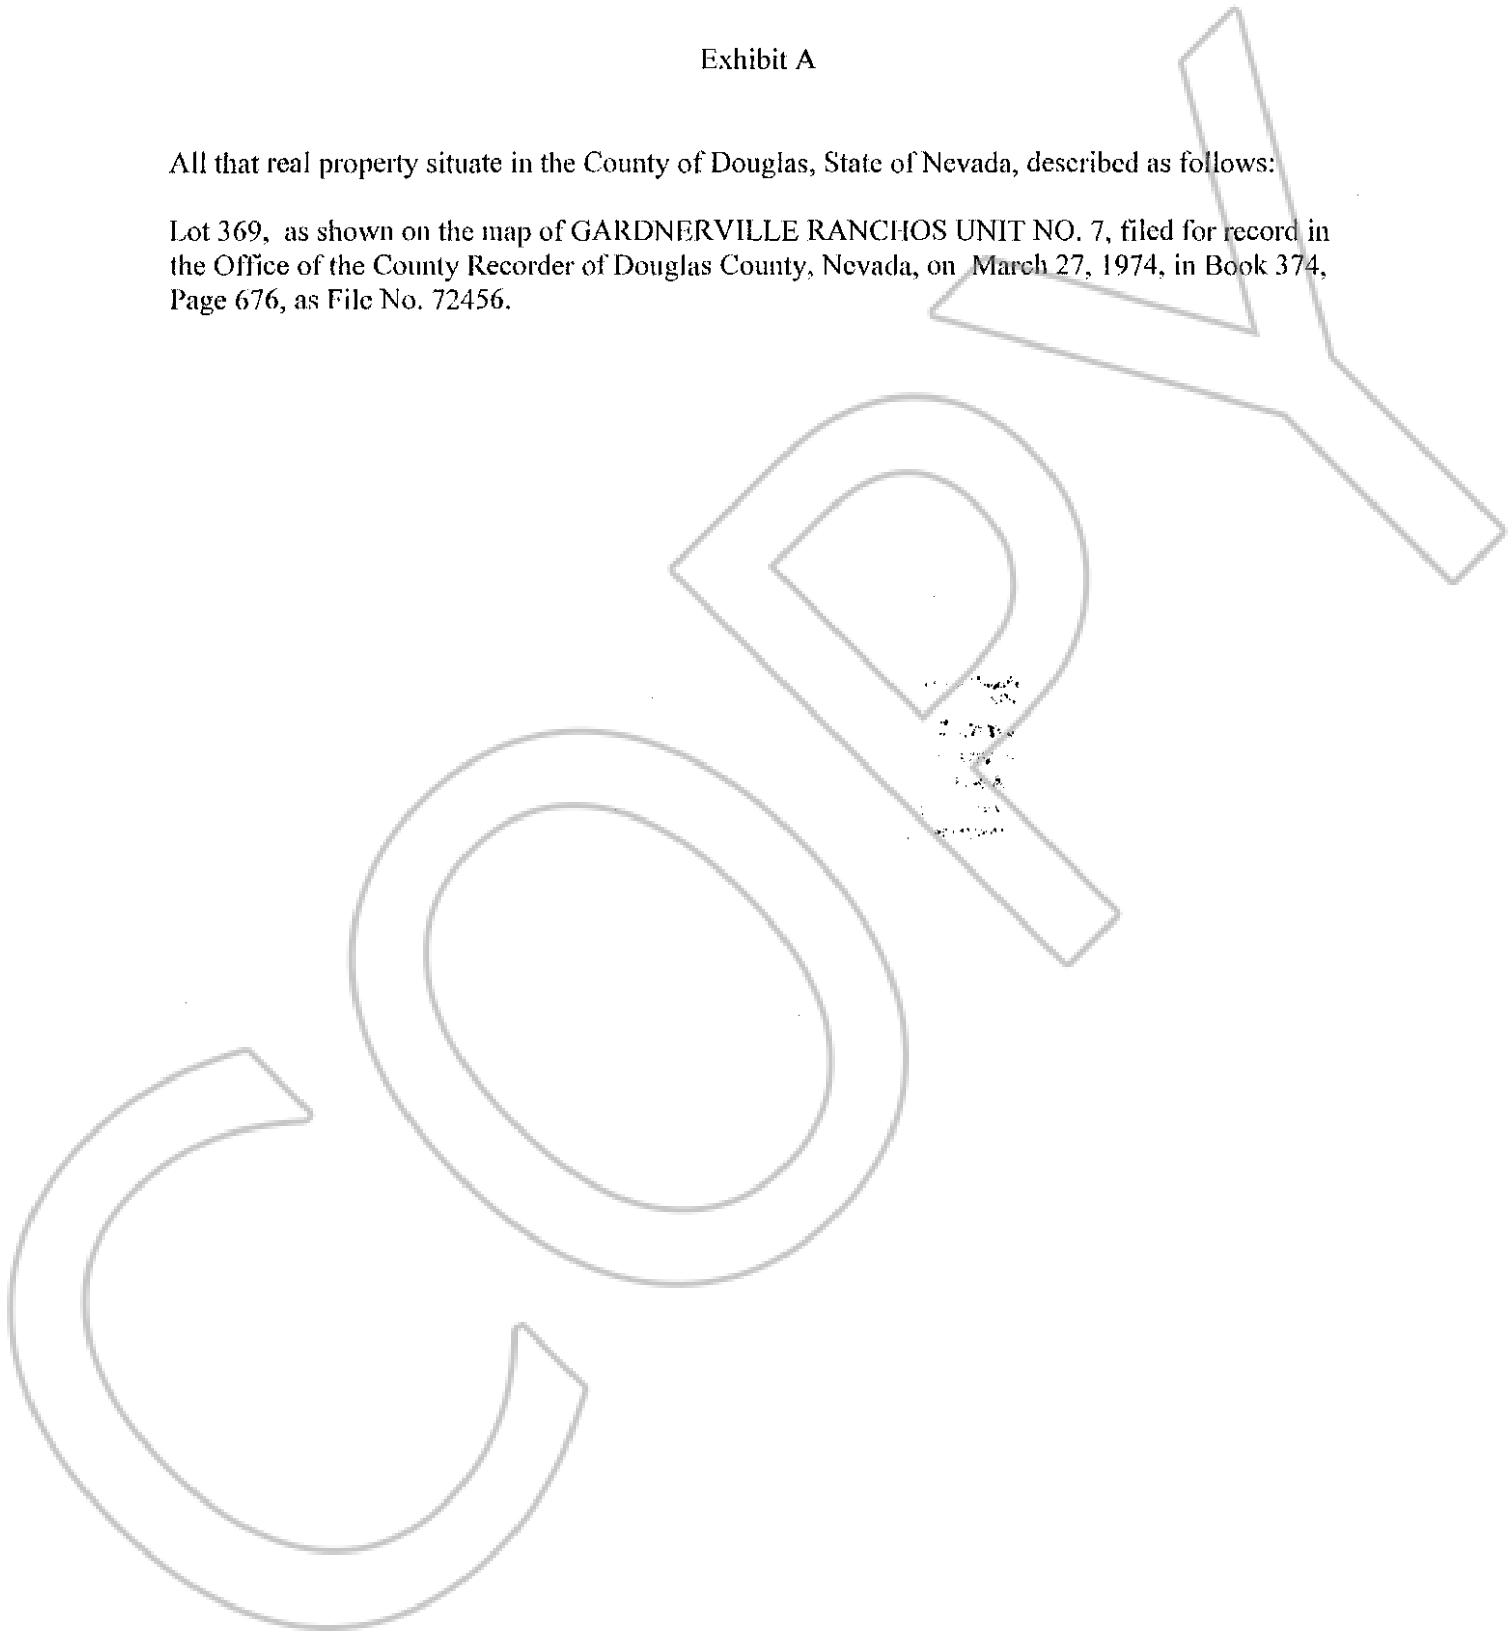 Exhibit A
All that real property situate in the County of Douglas, State of Nevada, described as follows:
Lot 369, as shown on the map of GARDNERVILLE RANCHOS UNIT NO. 7, filed for record in
the Office of the County Recorder of Douglas County, Nevada, on March 27, 1974, in Book 374,
Page 676, as File No. 72456.
COPY